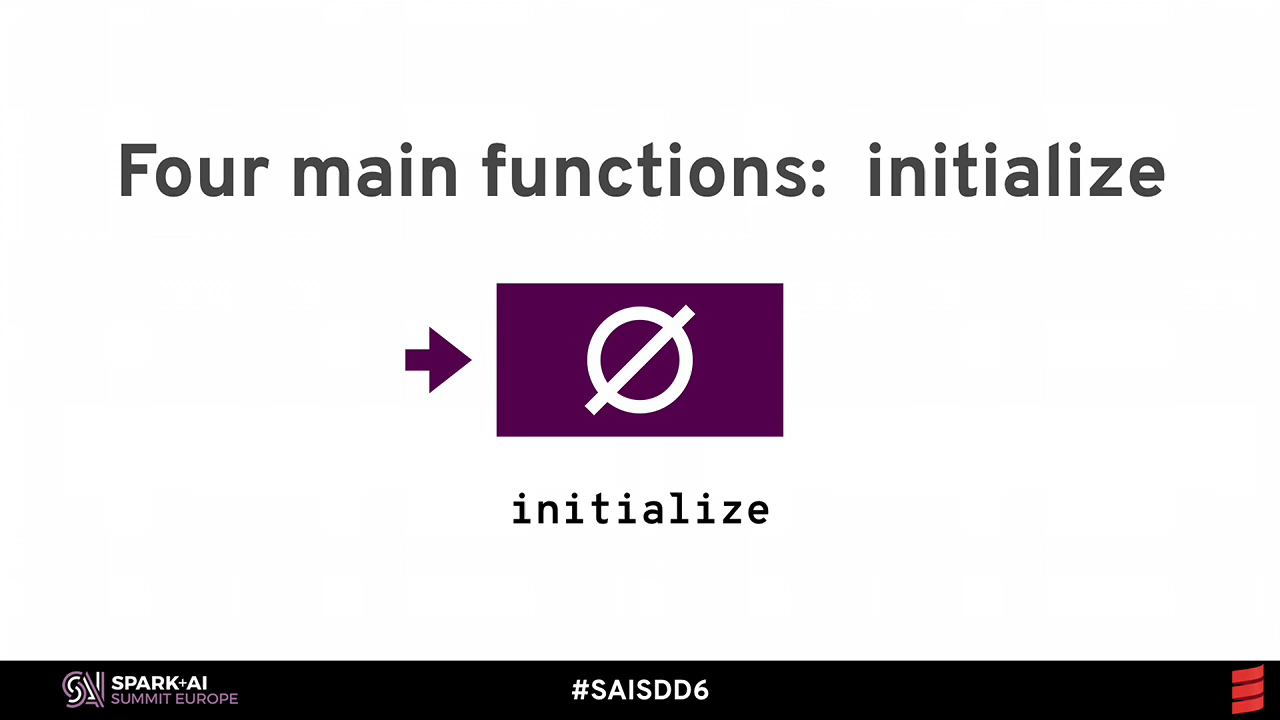 Four main functions: initialize
Ø
initialize
SPARK+AI
SUMMIT EUROPE
#SAISDD6